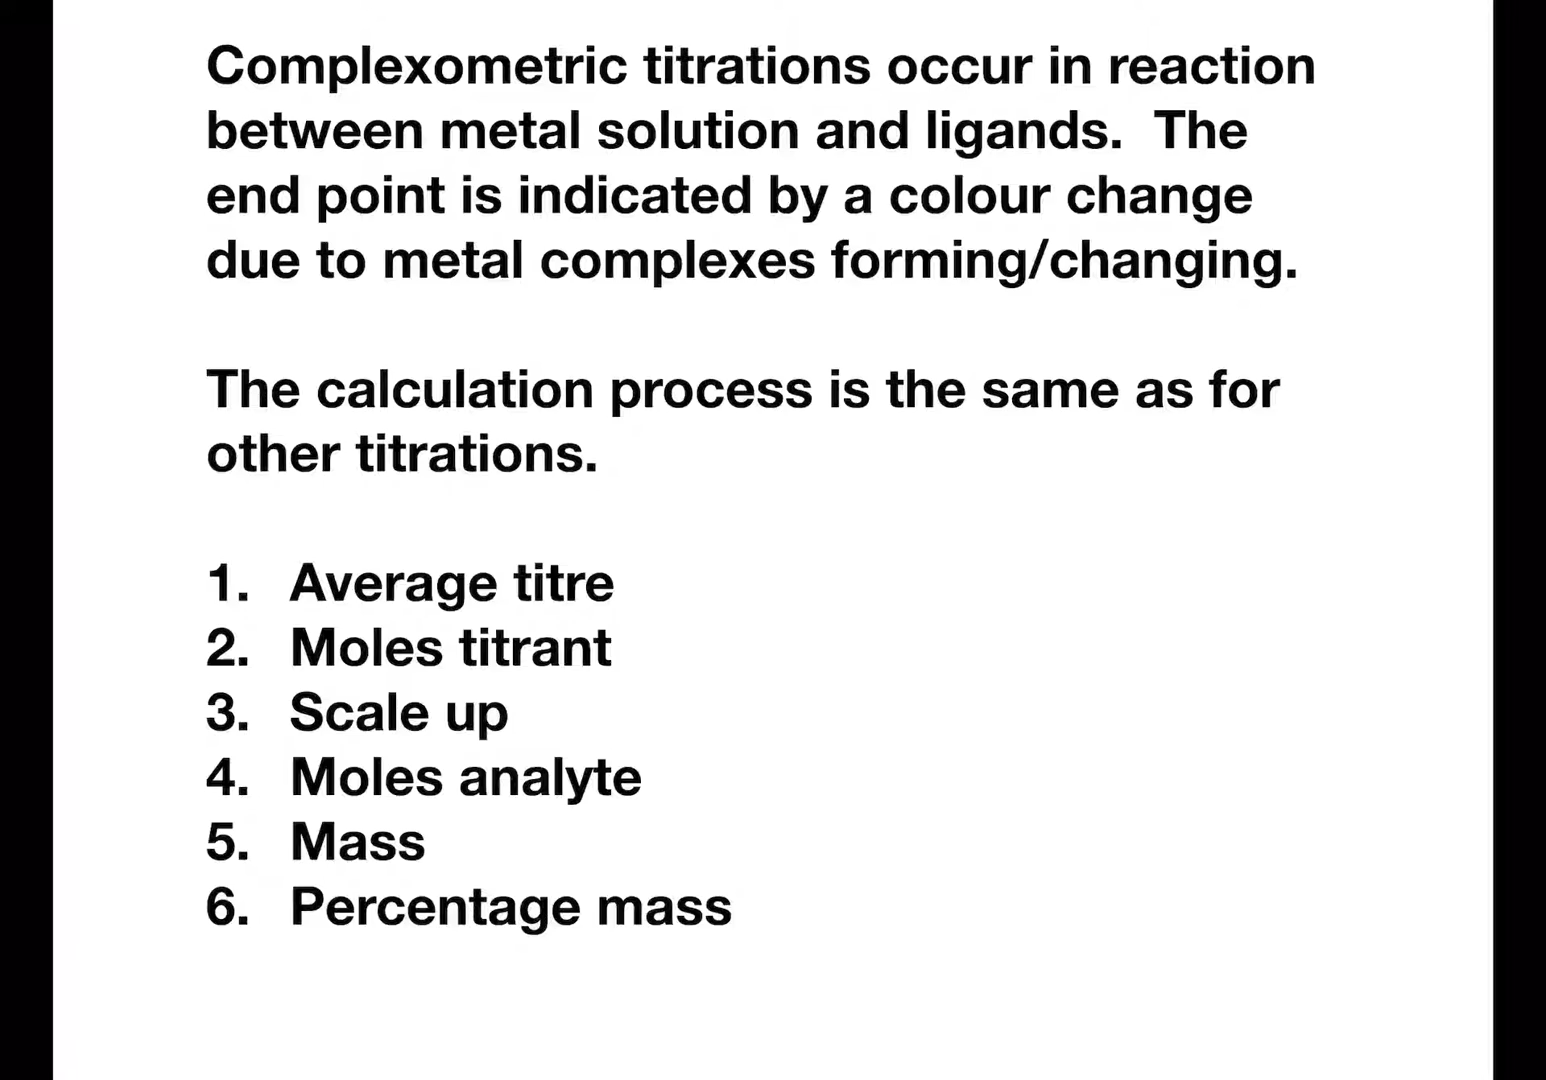 Complexometric titrations occur in reaction
between metal solution and ligands.  The
end point is indicated by a colour change
due to metal complexes forming/changing.
The calculation process is the same as for
other titrations.
1. Average titre
2. Moles titrant
3. Scale up
4. Moles analyte
5. Mass
6. Percentage mass